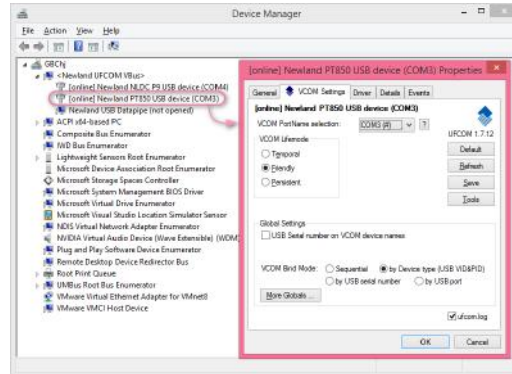 Device Manager
File Action View Help
GBChj
<Newland UFCOM VBus>
[online] Newland NLDC P9 USB device (COM4)
[online] Newland PT850 USB device (COM3)
Newland USB Datapipe (not opened)
ACPI x64-based PC
Composite Bus Enumerator
IWD Bus Enumerator
Lightweight Sensors Root Enumerator
Microsoft Device Association Root Enumerator
Microsoft Storage Spaces Controller
Microsoft System Management BIOS Driver
Microsoft Virtual Drive Enumerator
Microsoft Visual Studio Location Simulator Sensor
NDIS Virtual Network Adapter Enumerator
NVIDIA Virtual Audio Device (Wave Extensible) (WDM)
Plug and Play Software Device Enumerator
Remote Desktop Device Redirector Bus
Root Print Queue
UMBus Root Bus Enumerator
VMware Virtual Ethernet Adapter for VMnet8
VMware VMCI Host Device
[online] Newland PT850 USB device (COM3) Properties
General VCOM Settings Driver Details Events
[online] Newland PT850 USB device (COM3)
VCOM PortName selection: COM3 (#) ?
UFCOM 1.7.12
VCOM Lifemode
Temporal
Friendly
Persistent
Default
Refresh
Save
Tools
Global Settings
USB Serial number on VCOM device names
VCOM Bind Mode: Sequential by Device type (USB VID&PID)
by USB serial number by USB port
More Globals ...
ufcom.log
OK Cancel